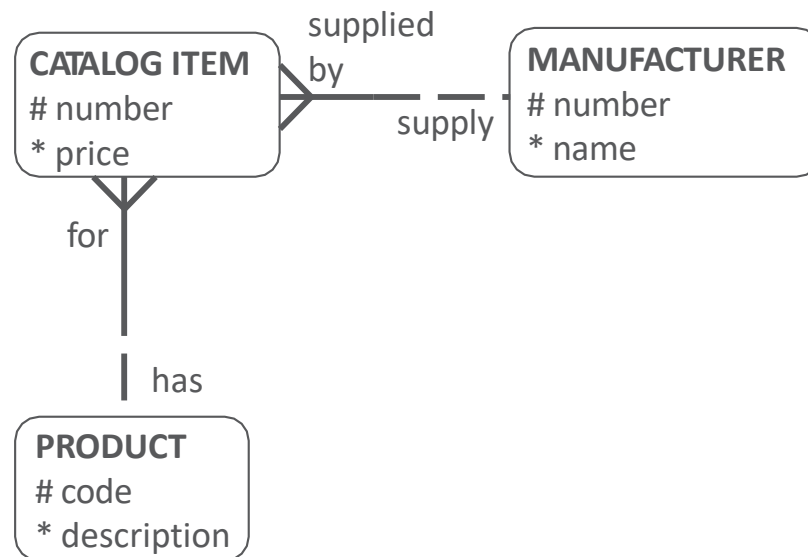 CATALOG ITEM
# number
* price
supplied
by
supply
MANUFACTURER
# number
* name
for
has
PRODUCT
# code
* description